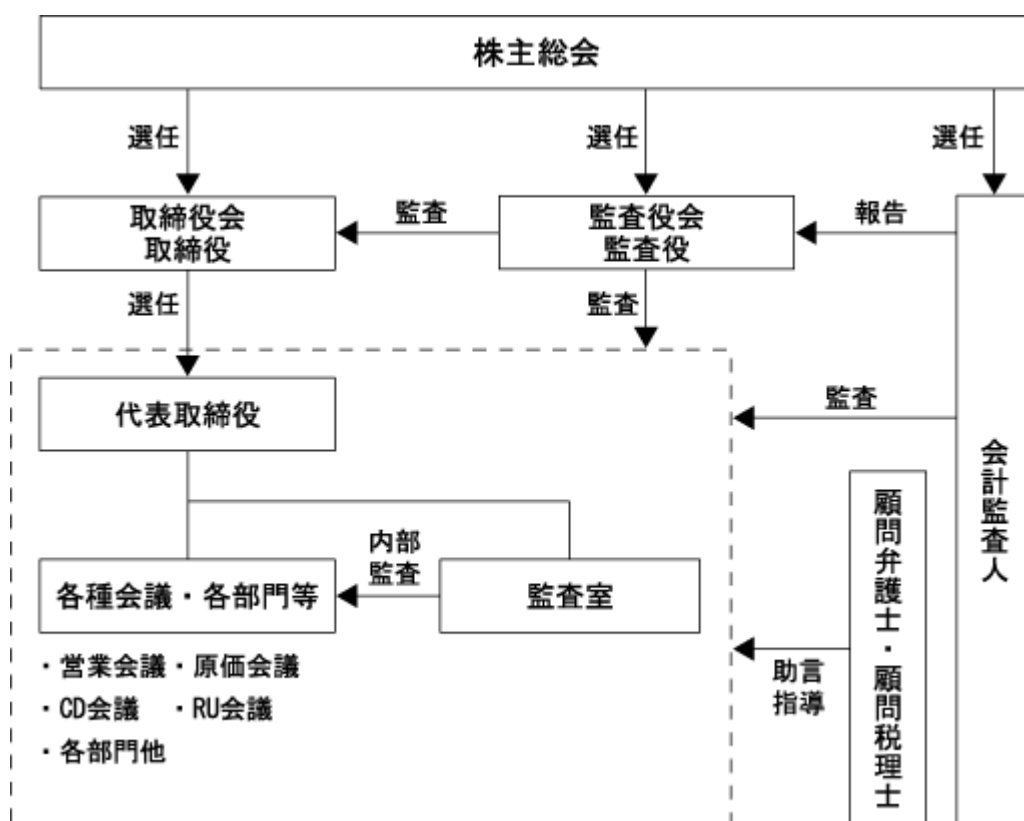 株主総会
選任
選任
選任
取締役会
取締役
監査
監査役会
監査役
報告
選任
監査
代表取締役
監査
会計監査人
顧問弁護士・顧問税理士
内部
監査
各種会議・各部門等
監査室
・営業会議・原価会議
・CD会議 ・RU会議
・各部門他
助言
指導